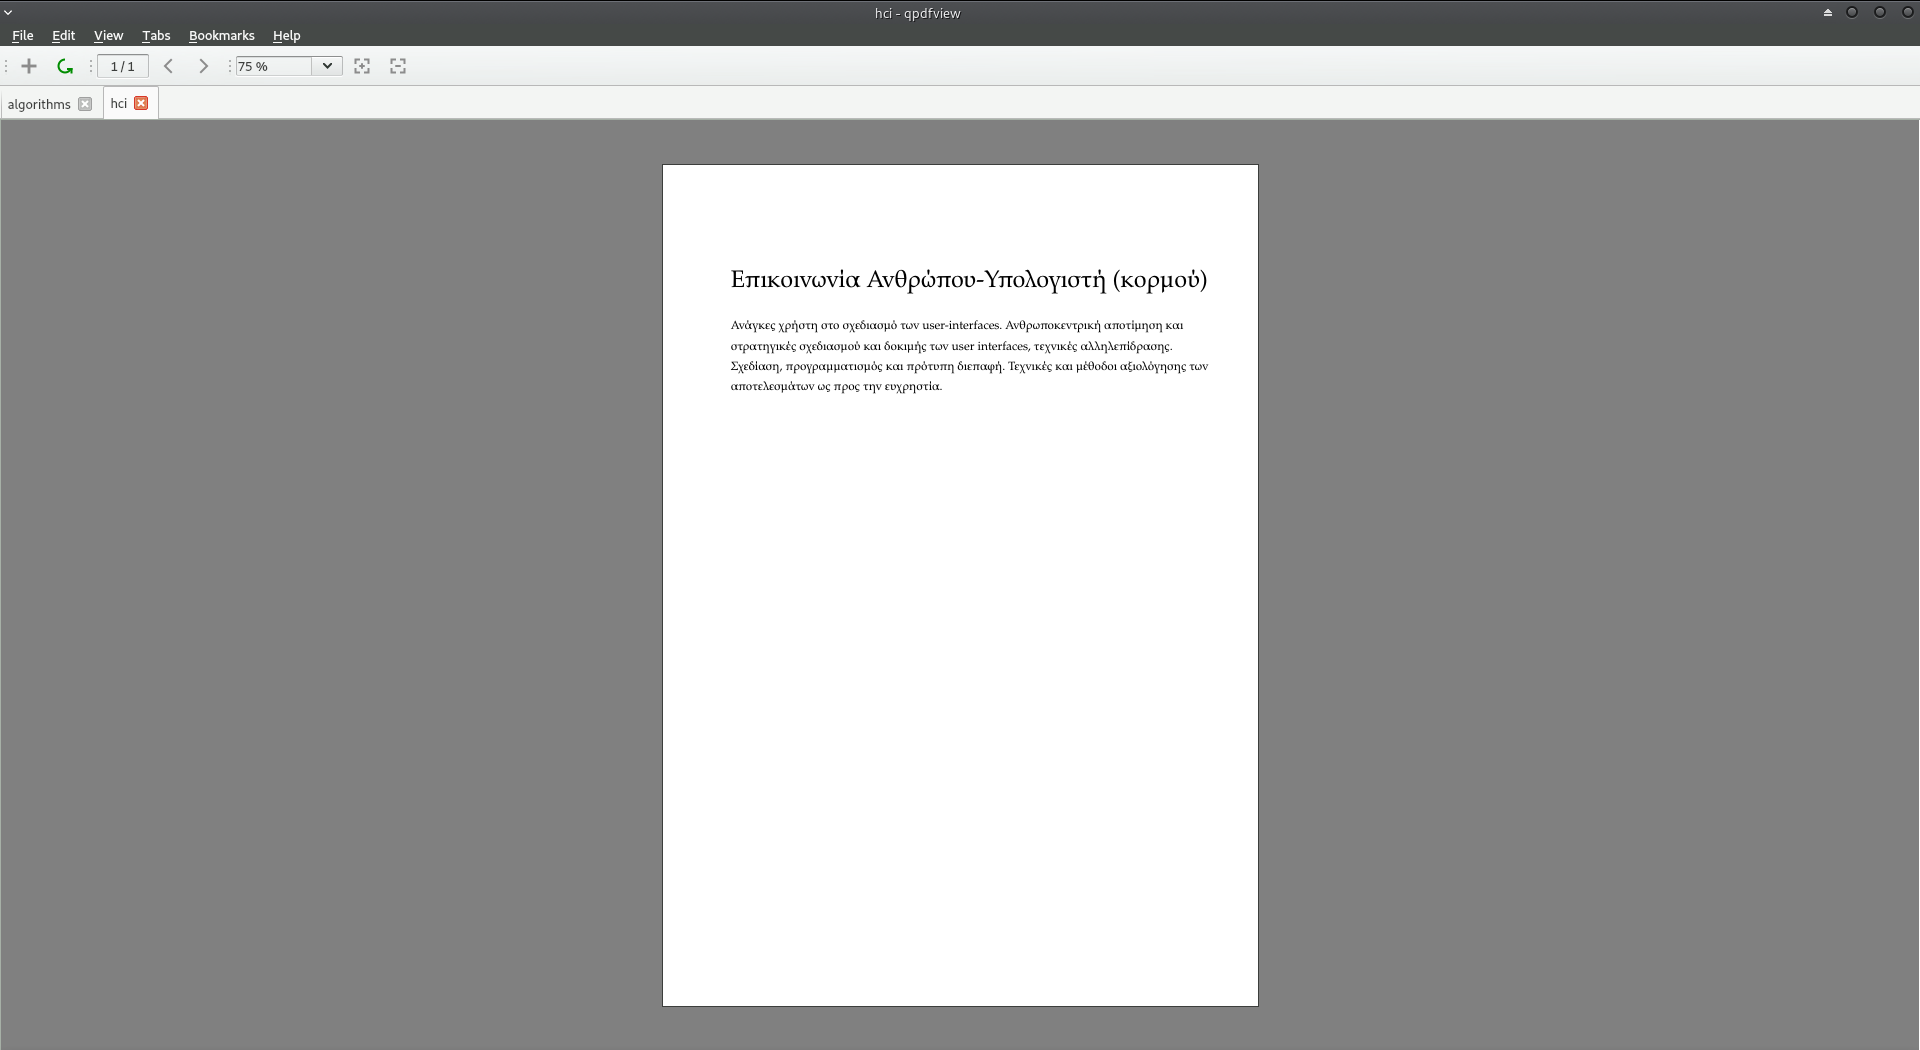 hci - qpdfview
File Edit View Tabs Bookmarks Help
1 / 1 75 %
algorithms hci
Επικοινωνία Ανθρώπου-Υπολογιστή (κορμού)
Ανάγκες χρήστη στο σχεδιασμό των user-interfaces. Ανθρωποκεντρική αποτίμηση και
στρατηγικές σχεδιασμού και δοκιμής των user interfaces, τεχνικές αλληλεπίδρασης.
Σχεδίαση, προγραμματισμός και πρότυπη διεπαφή. Τεχνικές και μέθοδοι αξιολόγησης των
αποτελεσμάτων ως προς την ευχρηστία.